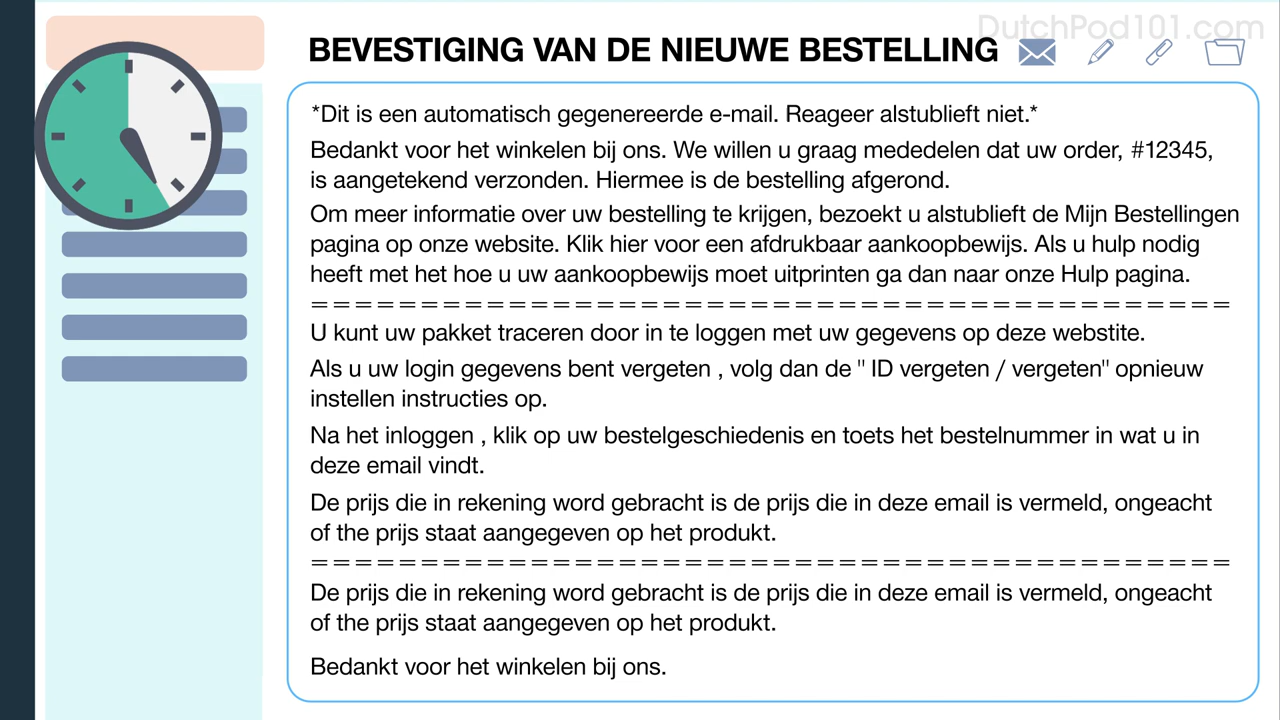 DutchPod101.com
BEVESTIGING VAN DE NIEUWE BESTELLING
*Dit is een automatisch gegenereerde e-mail. Reageer alstublieft niet.*
Bedankt voor het winkelen bij ons. We willen u graag mededelen dat uw order, #12345,
is aangetekend verzonden. Hiermee is de bestelling afgerond.
Om meer informatie over uw bestelling te krijgen, bezoekt u alstublieft de Mijn Bestellingen
pagina op onze website. Klik hier voor een afdrukbaar aankoopbewijs. Als u hulp nodig
heeft met het hoe u uw aankoopbewijs moet uitprinten ga dan naar onze Hulp pagina.
==========================================
U kunt uw pakket traceren door in te loggen met uw gegevens op deze webstite.
Als u uw login gegevens bent vergeten , volg dan de " ID vergeten / vergeten" opnieuw
instellen instructies op.
Na het inloggen , klik op uw bestelgeschiedenis en toets het bestelnummer in wat u in
deze email vindt.
De prijs die in rekening word gebracht is de prijs die in deze email is vermeld, ongeacht
of the prijs staat aangegeven op het produkt.
==========================================
De prijs die in rekening word gebracht is de prijs die in deze email is vermeld, ongeacht
of the prijs staat aangegeven op het produkt.
Bedankt voor het winkelen bij ons.